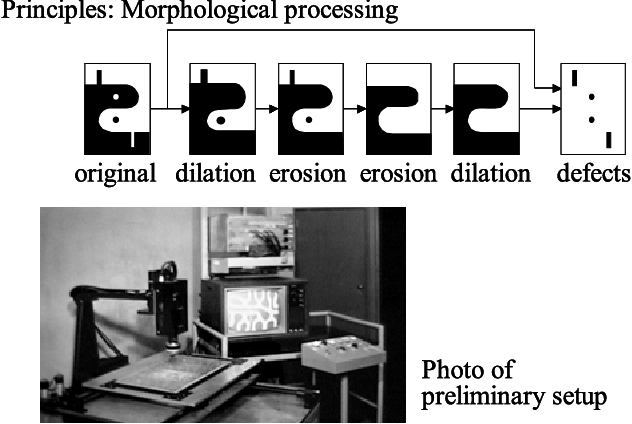 Principles: Morphological processing
original dilation erosion erosion dilation defects
Photo of
preliminary setup